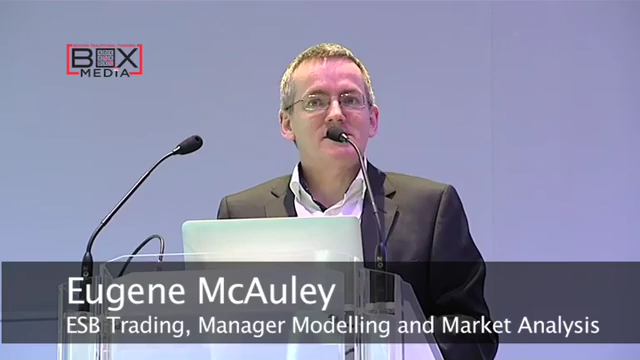 BOX
MEDIA
Eugene McAuley
ESB Trading, Manager Modelling and Market Analysis